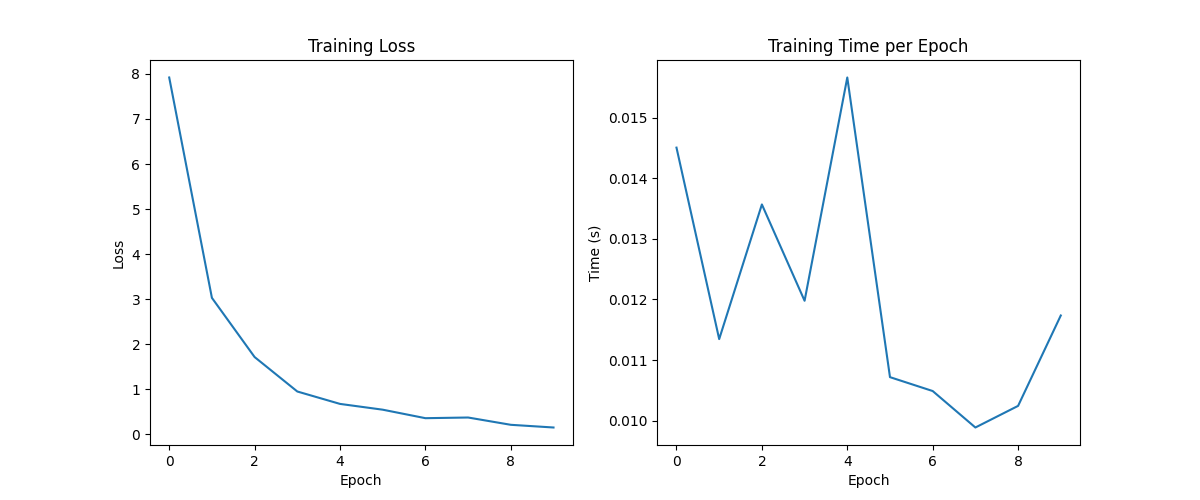 Training Loss
8
7
6
5
4
3
2
1
0
Loss
0 2 4 6 8
Epoch
Training Time per Epoch
0.015
0.014
0.013
0.012
0.011
0.010
Time (s)
0 2 4 6 8
Epoch